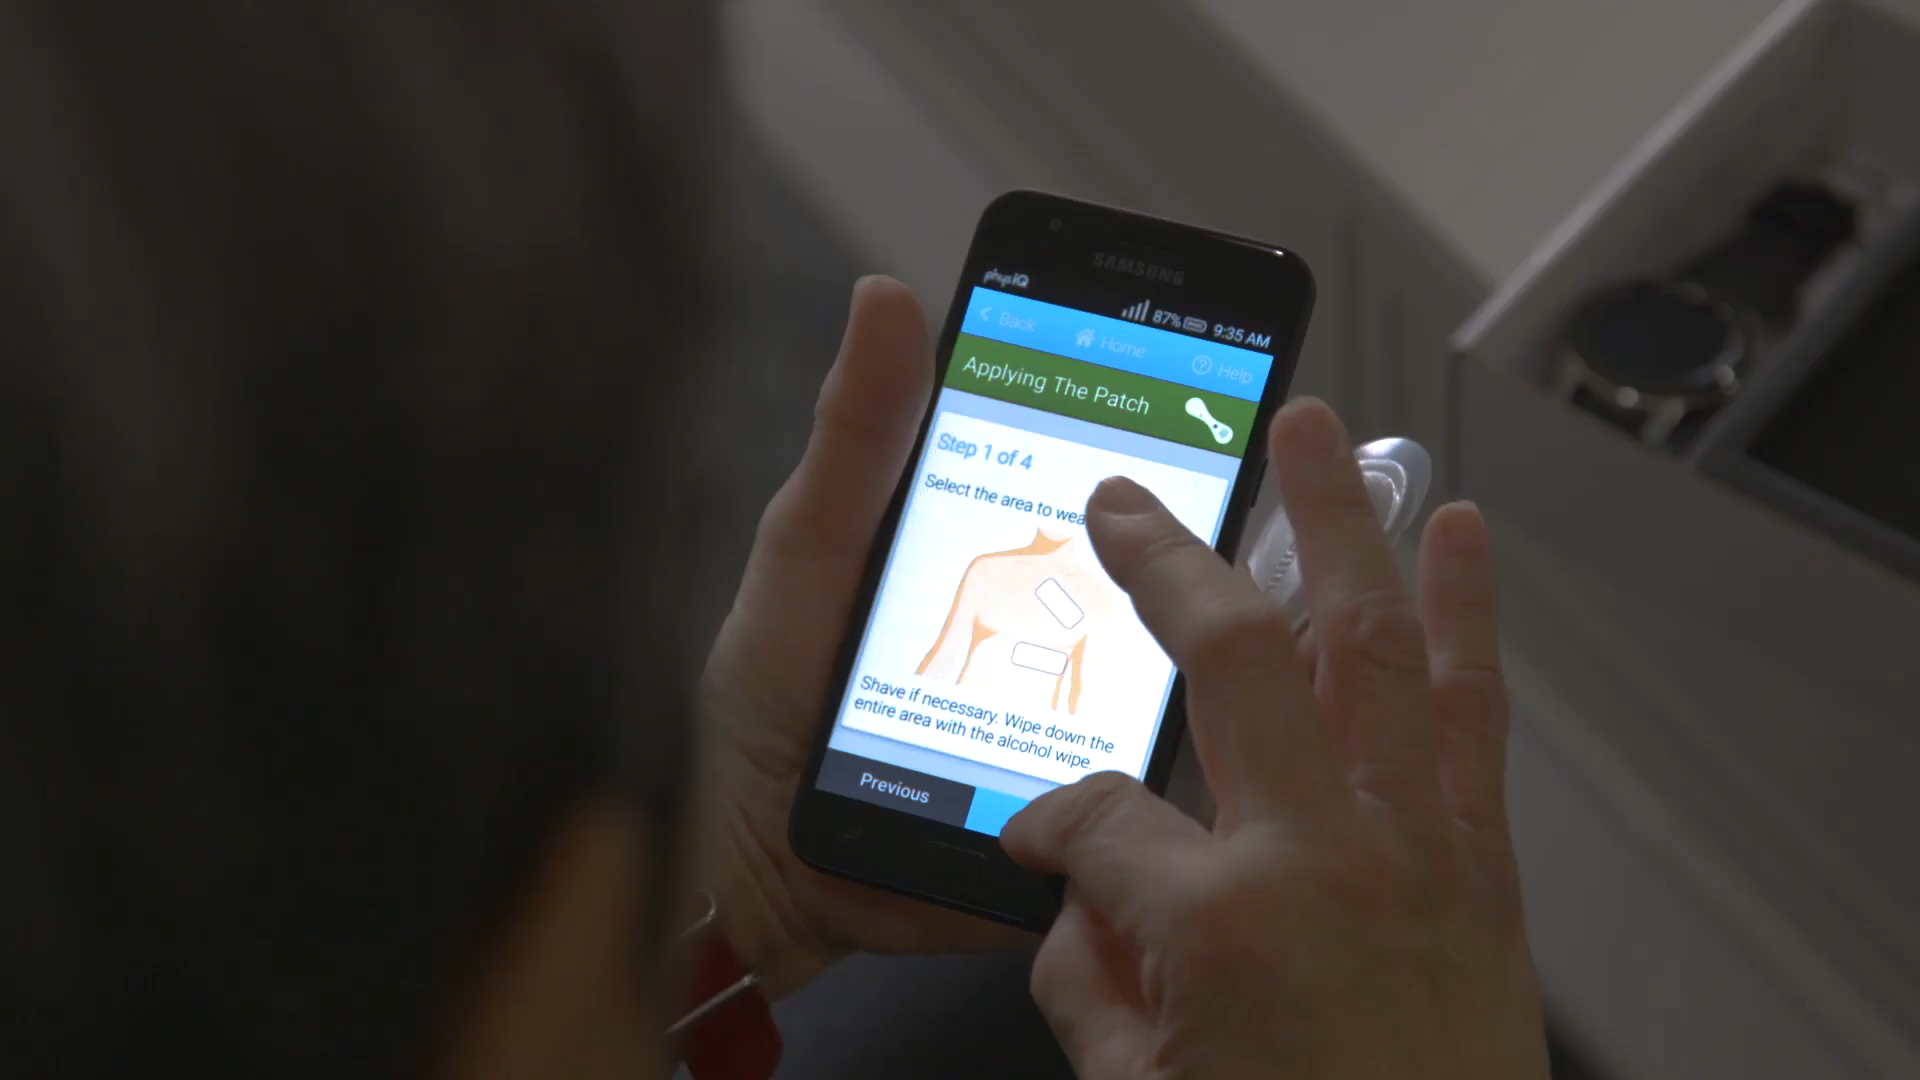 SAMSUNG
physIQ
87% 9:35 AM
Back Home Help
Applying The Patch
Step 1 of 4
Select the area to wea
Shave if necessary. Wipe down the
entire area with the alcohol wipe.
Previous